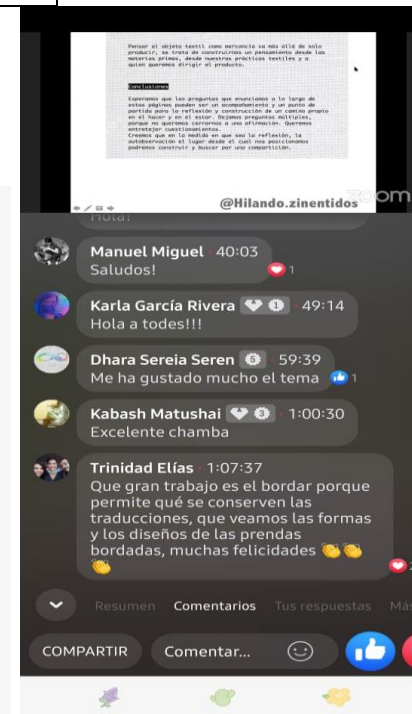 Pensar el objeto textil como mercancía va más allá de solo
producir, se trata de construirnos un pensamiento desde las
materias primas, desde nuestras prácticas textiles y a
quien queremos dirigir el producto.
Conclusiones
Esperamos que las preguntas que enunciamos a lo largo de
estas páginas puedan ser un acompañamiento y un punto de
partida para la reflexión y construcción de un camino propio
en el hacer y en el estar. Dejamos preguntas múltiples,
porque no queremos cerrarnos a una afirmación. Queremos
entretejer cuestionamientos.
Creemos que en la medida en que sea la reflexión, la
autobservación el lugar desde el cual nos posicionamos
podremos construir y buscar por una compartición.
@Hilando.zinentidos
zoom
Hola!
Manuel Miguel · 40:03
Saludos!
1
Karla García Rivera 1 · 49:14
Hola a todes!!!
Dhara Sereia Seren 5 · 59:39
Me ha gustado mucho el tema 1
Kabash Matushai 3 · 1:00:30
Excelente chamba
Trinidad Elías · 1:07:37
Que gran trabajo es el bordar porque
permite qué se conserven las
traducciones, que veamos las formas
y los diseños de las prendas
bordadas, muchas felicidades 👏👏
👏
Resumen Comentarios Tus respuestas Más
COMPARTIR Comentar...